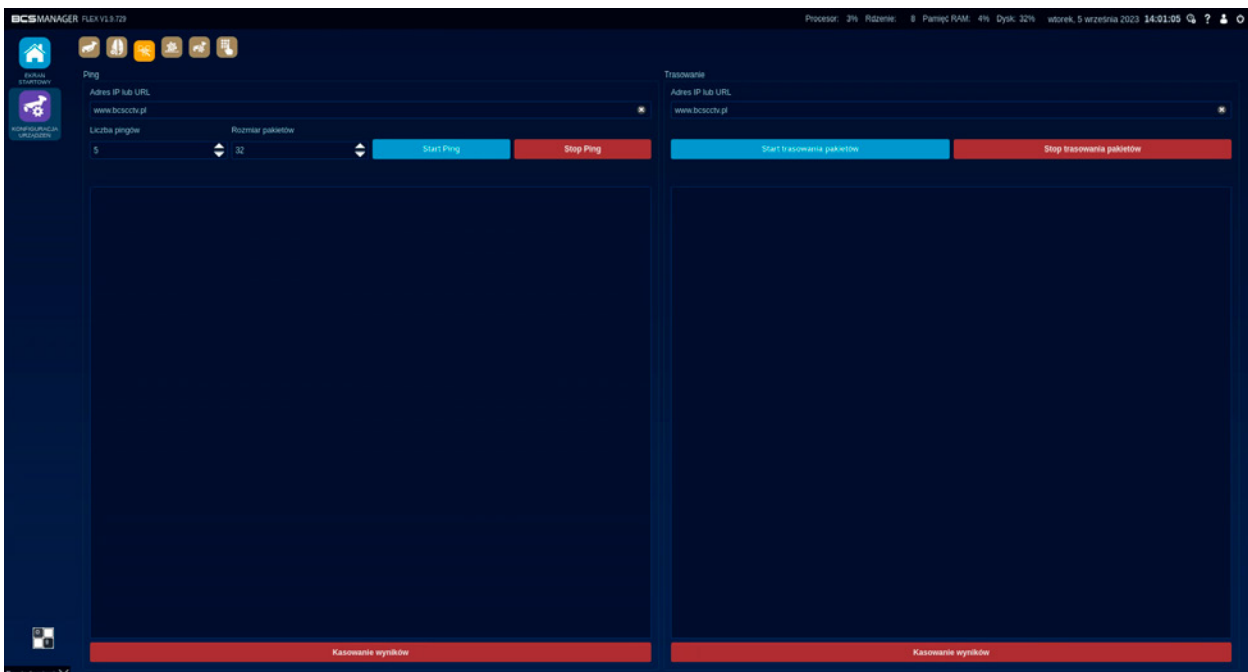 BCSMANAGER FLEX V1.9.729
Procesor: 3% Rdzenie: 8 Pamięć RAM: 4% Dysk: 32% wtorek, 5 września 2023 14:01:05 ?
EKRAN
STARTOWY
KONFIGURACJA
URZĄDZEŃ
Ping
Adres IP lub URL
www.bcscctv.pl
Liczba pingów Rozmiar pakietów
5 32 Start Ping Stop Ping
Kasowanie wyników
Trasowanie
Adres IP lub URL
www.bcscctv.pl
Start trasowania pakietów Stop trasowania pakietów
Kasowanie wyników